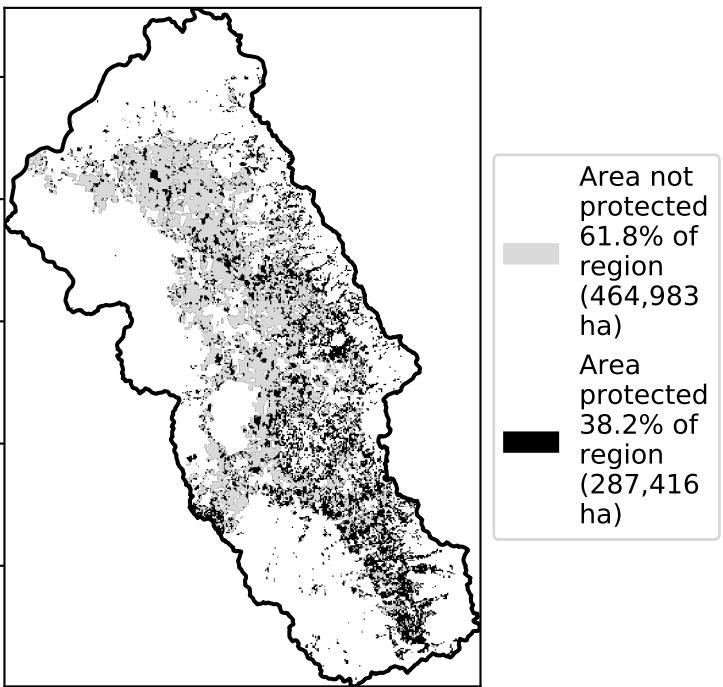 Area not
protected
61.8% of
region
(464,983
ha)
Area
protected
38.2% of
region
(287,416
ha)